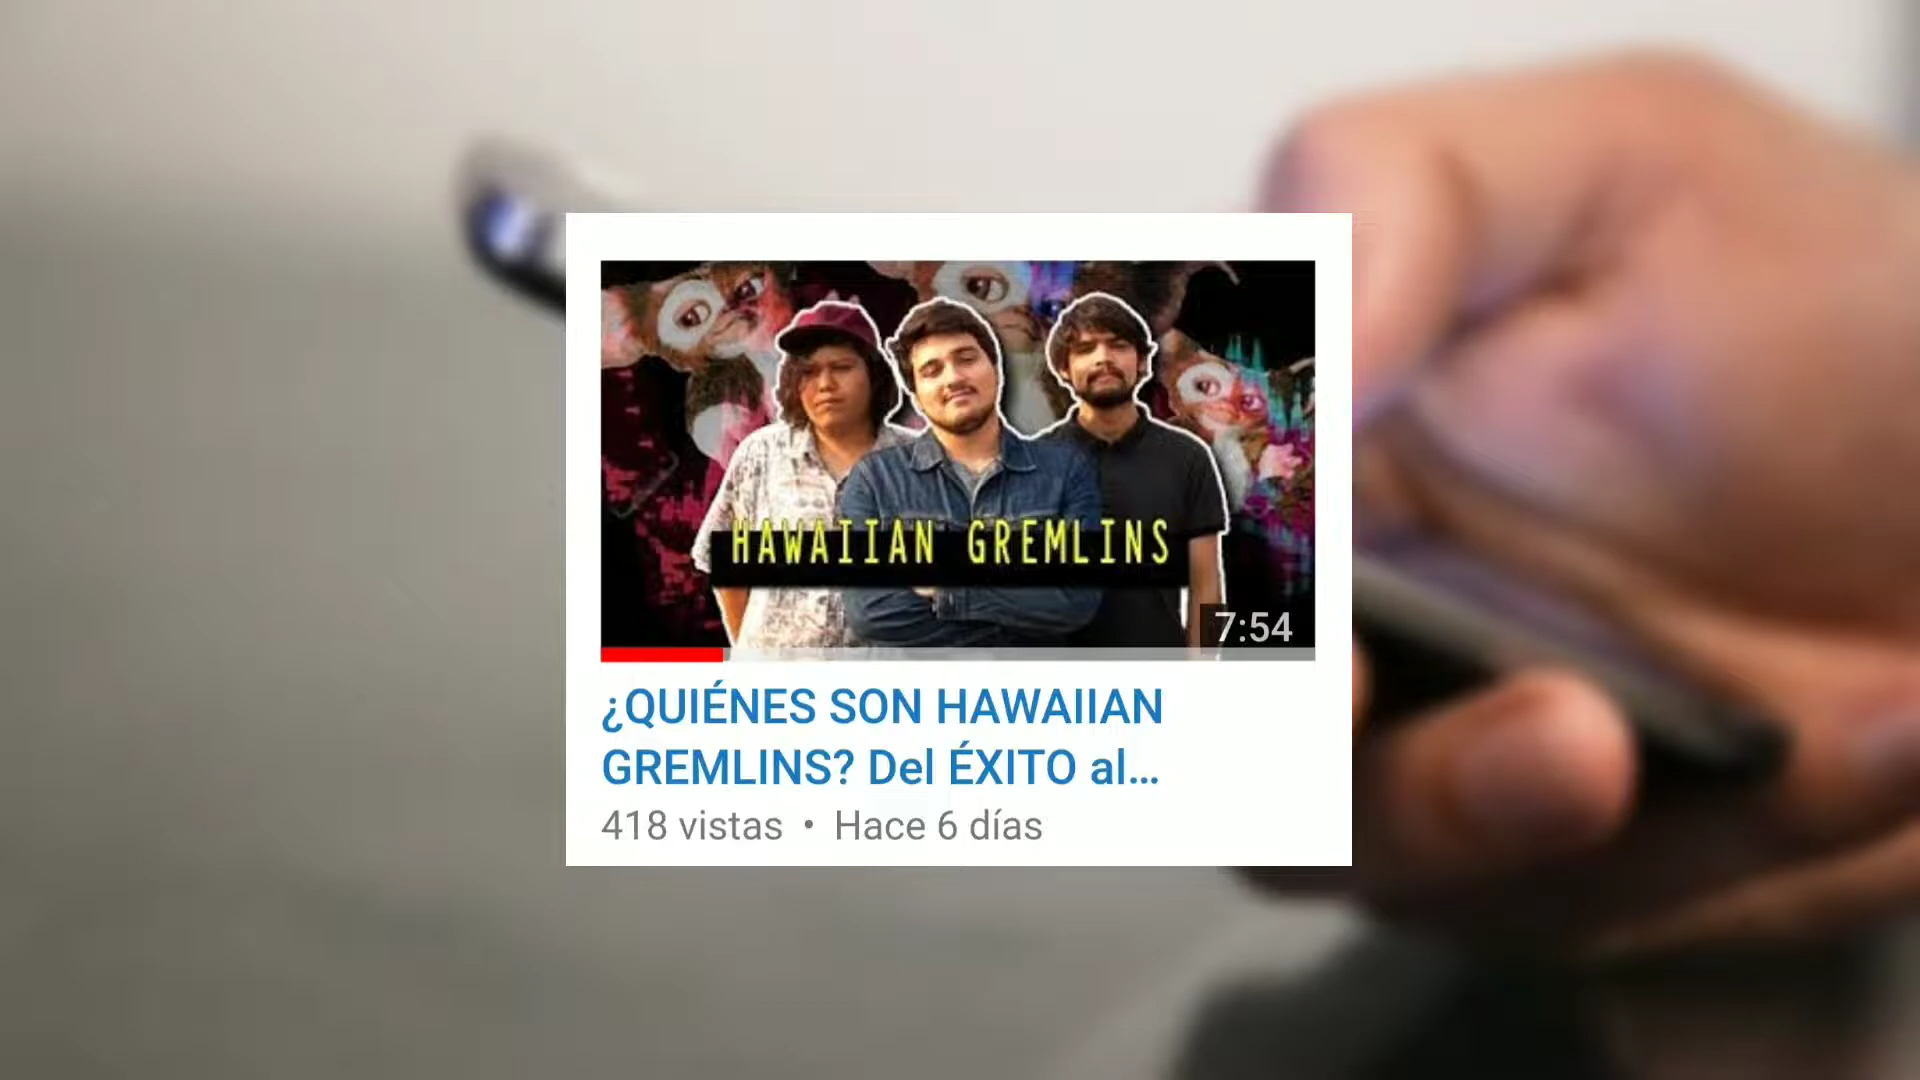 HAWAIIAN GREMLINS
7:54
¿QUIÉNES SON HAWAIIAN
GREMLINS? Del ÉXITO al...
418 vistas • Hace 6 días